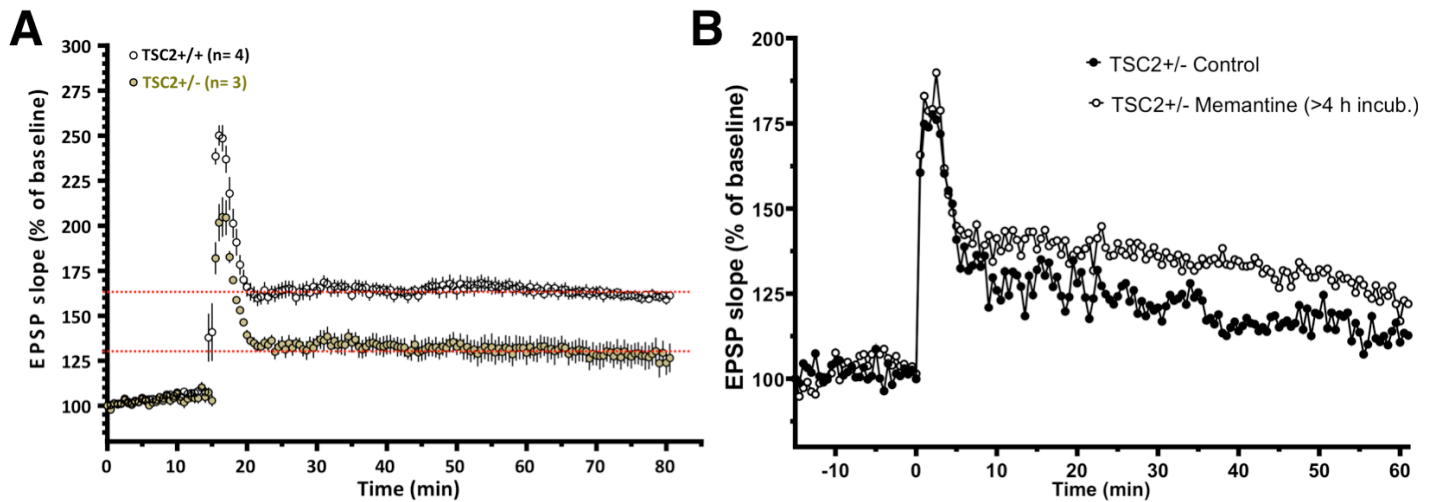 A
300
275
250
225
200
175
150
125
100
EPSP slope (% of baseline)
TSC2+/+ (n= 4)
TSC2+/- (n= 3)
0 10 20 30 40 50 60 70 80
Time (min)
B
200
175
150
125
100
EPSP slope (% of baseline)
TSC2+/- Control
TSC2+/- Memantine (>4 h incub.)
-10 0 10 20 30 40 50 60
Time (min)